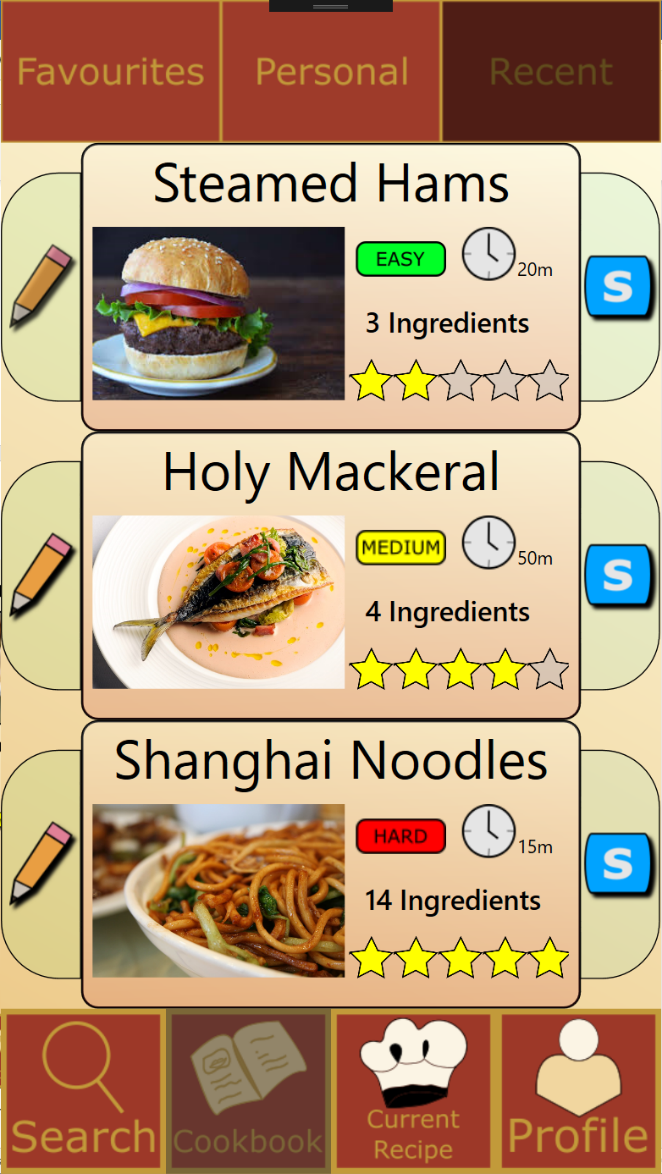 Favourites Personal Recent
Steamed Hams
EASY 20m
3 Ingredients
S
Holy Mackeral
MEDIUM 50m
4 Ingredients
S
Shanghai Noodles
HARD 15m
14 Ingredients
S
Search Cookbook Current Recipe Profile